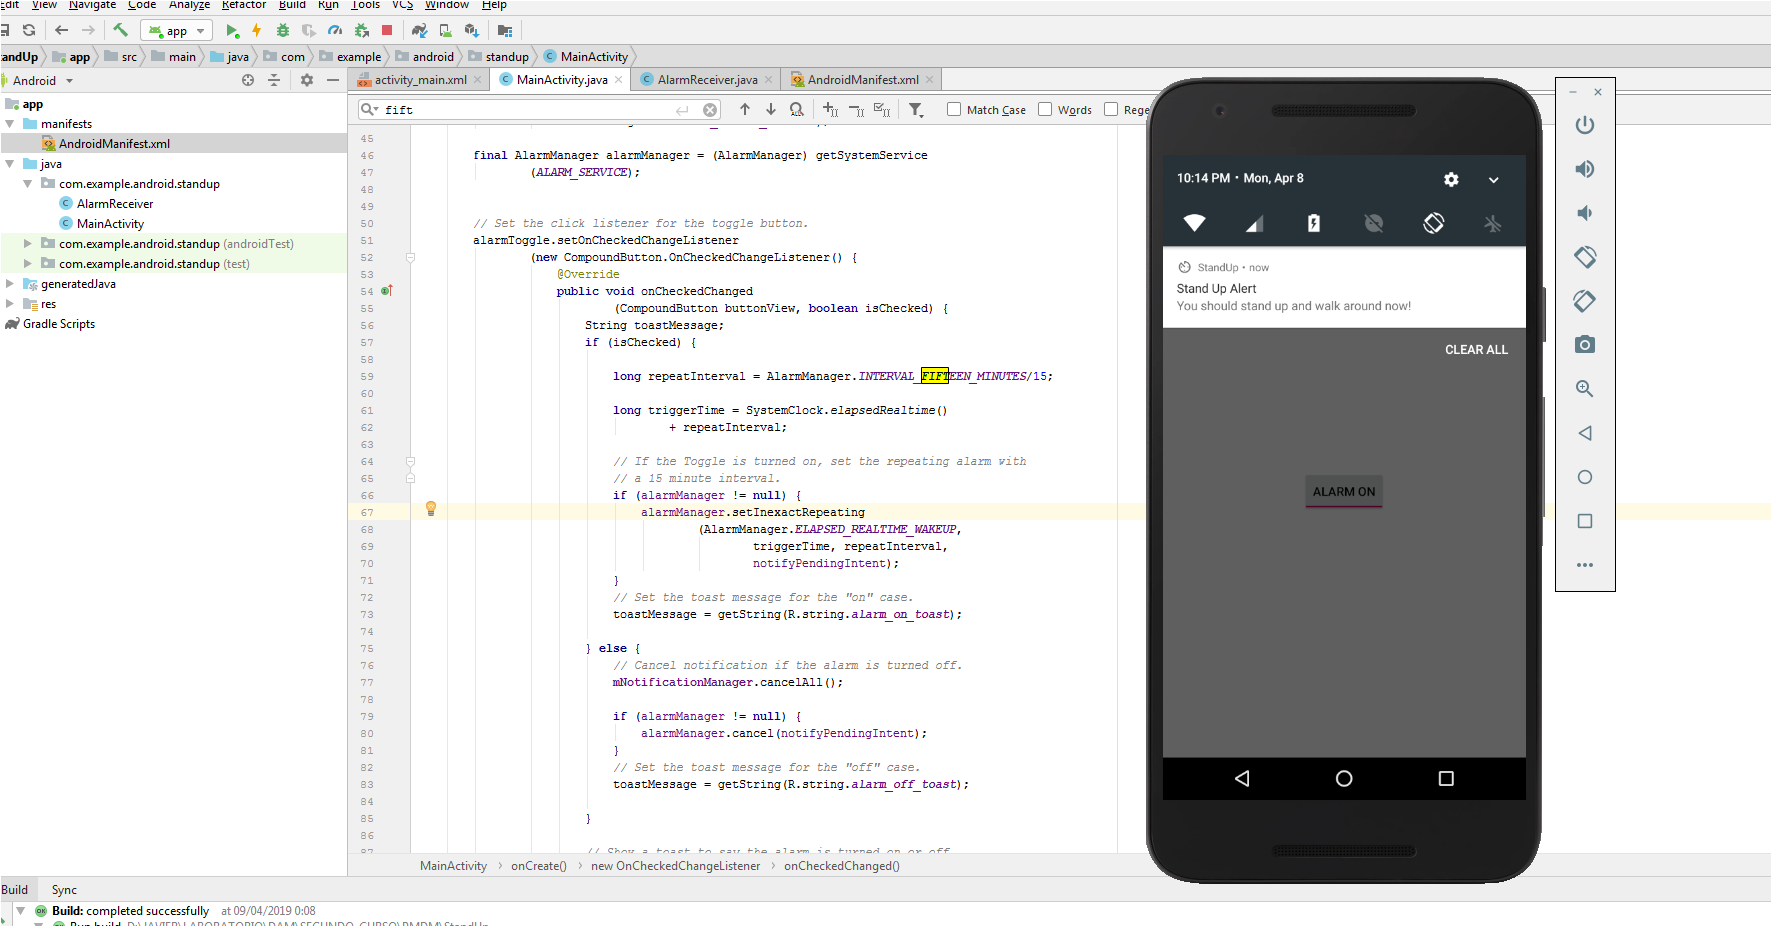 View Navigate Code Analyze Refactor Build Run Tools VCS Window Help
app
app src main java com example android standup MainActivity
Android
activity_main.xml MainActivity.java AlarmReceiver.java AndroidManifest.xml
fift Match Case Words
app
manifests
AndroidManifest.xml
java
com.example.android.standup
AlarmReceiver
MainActivity
com.example.android.standup (androidTest)
com.example.android.standup (test)
generatedJava
res
Gradle Scripts
45
46 final AlarmManager alarmManager = (AlarmManager) getSystemService
47 (ALARM_SERVICE);
48
49
50 // Set the click listener for the toggle button.
51 alarmToggle.setOnCheckedChangeListener
52 (new CompoundButton.OnCheckedChangeListener() {
53 @Override
54 public void onCheckedChanged
55 (CompoundButton buttonView, boolean isChecked) {
56 String toastMessage;
57 if (isChecked) {
58
59 long repeatInterval = AlarmManager.INTERVAL_FIFTEEN_MINUTES/15;
60
61 long triggerTime = SystemClock.elapsedRealtime()
62 + repeatInterval;
63
64 // If the Toggle is turned on, set the repeating alarm with
65 // a 15 minute interval.
66 if (alarmManager != null) {
67 alarmManager.setInexactRepeating
68 (AlarmManager.ELAPSED_REALTIME_WAKEUP,
69 triggerTime, repeatInterval,
70 notifyPendingIntent);
71 }
72 // Set the toast message for the "on" case.
73 toastMessage = getString(R.string.alarm_on_toast);
74
75 } else {
76 // Cancel notification if the alarm is turned off.
77 mNotificationManager.cancelAll();
78
79 if (alarmManager != null) {
80 alarmManager.cancel(notifyPendingIntent);
81 }
82 // Set the toast message for the "off" case.
83 toastMessage = getString(R.string.alarm_off_toast);
84
85 }
86
87 // Show a toast to say the alarm is turned on or off
MainActivity onCreate() new OnCheckedChangeListener onCheckedChanged()
10:14 PM • Mon, Apr 8
StandUp • now
Stand Up Alert
You should stand up and walk around now!
CLEAR ALL
ALARM ON
Build Sync
Build: completed successfully at 09/04/2019 0:08
Run build D:\JAVIER\LABORATORIO\DAM\SEGUNDO_CURSO\PMDM\StandUp